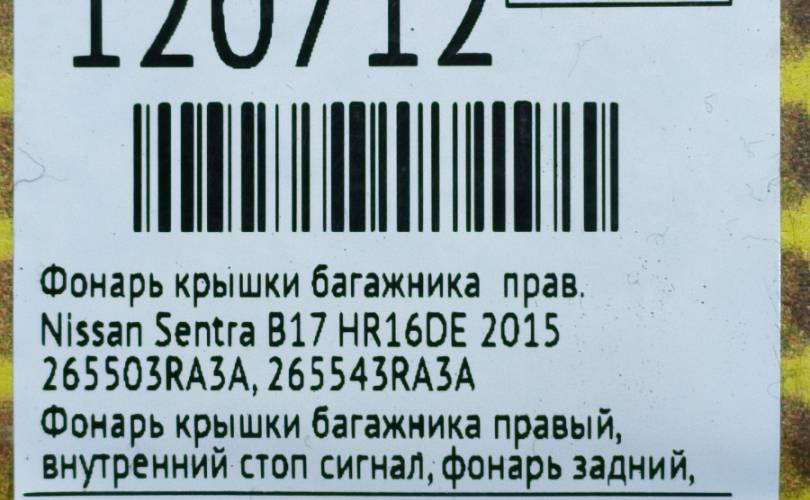 120712
Фонарь крышки багажника прав.
Nissan Sentra B17 HR16DE 2015
265503RA3A, 265543RA3A
Фонарь крышки багажника правый,
внутренний стоп сигнал, фонарь задний,